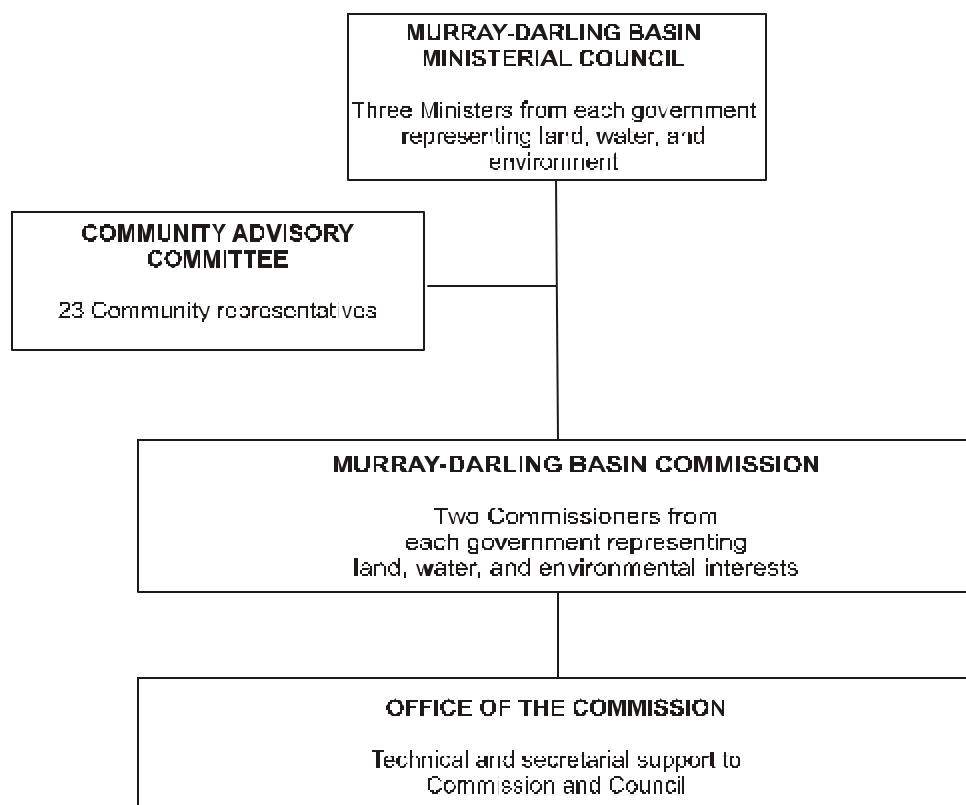 MURRAY-DARLING BASIN
MINISTERIAL COUNCIL
Three Ministers from each government
representing land, water, and
environment
COMMUNITY ADVISORY
COMMITTEE
23 Community representatives
MURRAY-DARLING BASIN COMMISSION
Two Commissioners from
each government representing
land, water, and environmental interests
OFFICE OF THE COMMISSION
Technical and secretarial support to
Commission and Council